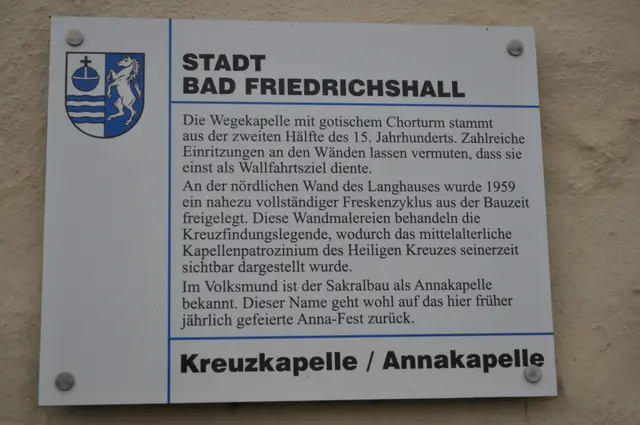 STADT
BAD FRIEDRICHSHALL
Die Wegekapelle mit gotischem Chorturm stammt
aus der zweiten Hälfte des 15. Jahrhunderts. Zahlreiche
Einritzungen an den Wänden lassen vermuten, dass sie
einst als Wallfahrtsziel diente.
An der nördlichen Wand des Langhauses wurde 1959
ein nahezu vollständiger Freskenzyklus aus der Bauzeit
freigelegt. Diese Wandmalereien behandeln die
Kreuzfindungslegende, wodurch das mittelalterliche
Kapellenpatrozinium des Heiligen Kreuzes seinerzeit
sichtbar dargestellt wurde.
Im Volksmund ist der Sakralbau als Annakapelle
bekannt. Dieser Name geht wohl auf das hier früher
jährlich gefeierte Anna-Fest zurück.
Kreuzkapelle / Annakapelle